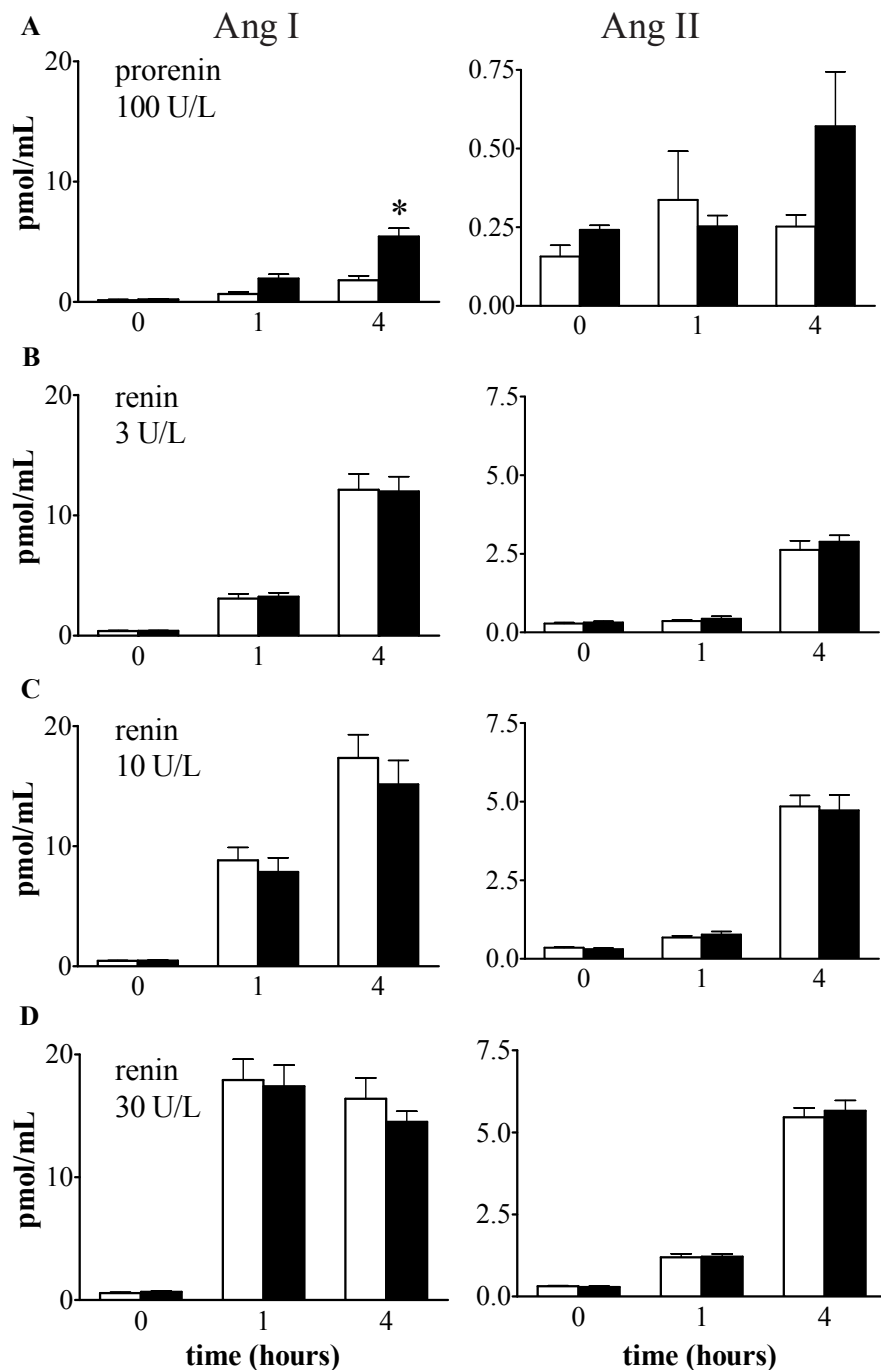 Ang I Ang II
A
prorenin
100 U/L
pmol/mL
20
10
0
0 1 4
*
0.75
0.50
0.25
0.00
0 1 4
B
renin
3 U/L
pmol/mL
20
10
0
0 1 4
7.5
5.0
2.5
0.0
0 1 4
C
renin
10 U/L
pmol/mL
20
10
0
0 1 4
7.5
5.0
2.5
0.0
0 1 4
D
renin
30 U/L
pmol/mL
20
10
0
0 1 4
time (hours)
7.5
5.0
2.5
0.0
0 1 4
time (hours)